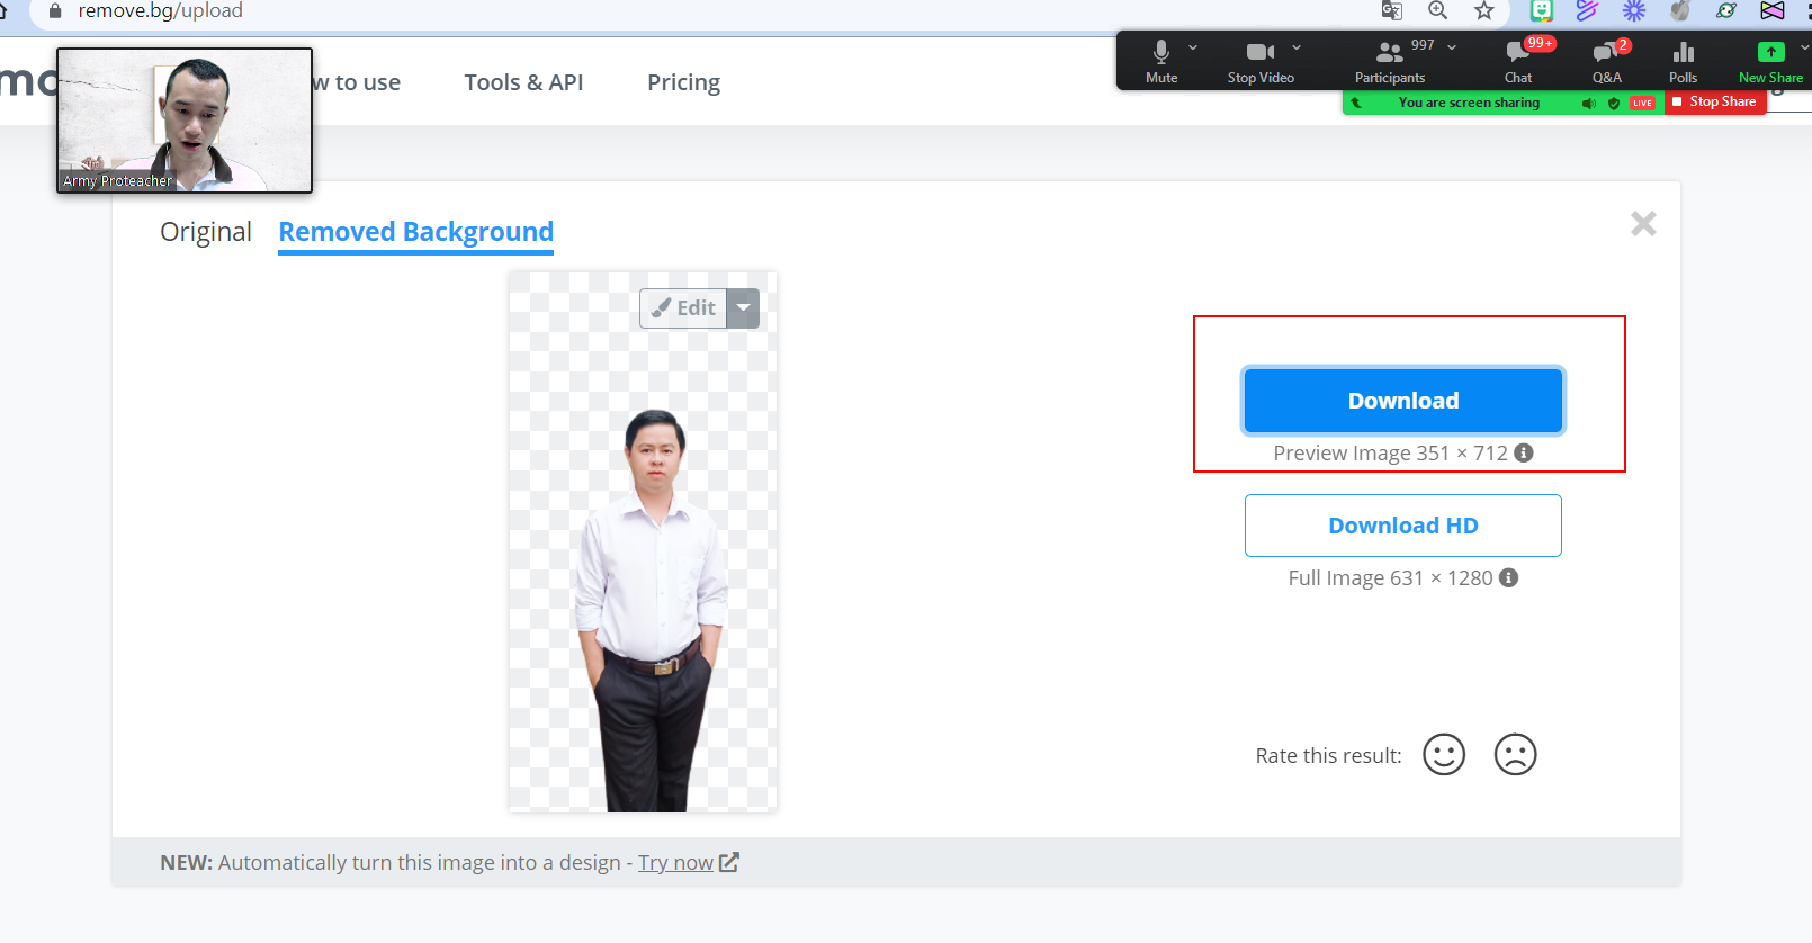 remove.bg/upload
w to use
Tools & API
Pricing
Mute
Stop Video
997
Participants
99+
Chat
2
Q&A
Polls
New Share
You are screen sharing
LIVE
Stop Share
Army Proteacher
Original
Removed Background
Edit
Download
Preview Image 351 × 712
Download HD
Full Image 631 × 1280
Rate this result:
NEW: Automatically turn this image into a design - Try now